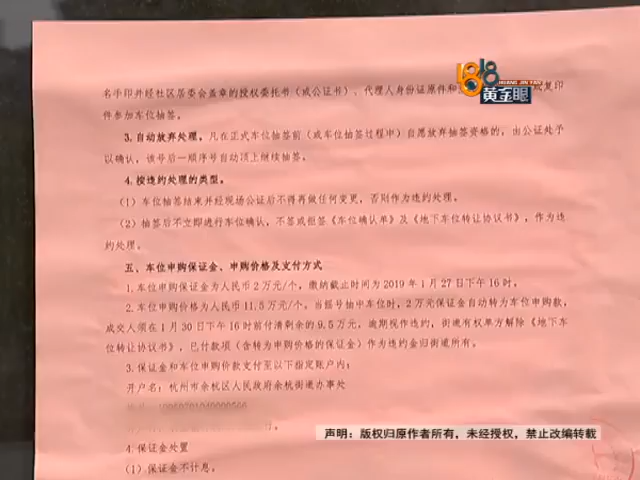 名手印并经社区居委会盖章的授权委托书（或公证书）、代理人身份证原件和
复印
1818
HUANG JIN YAN
黄金眼
件参加车位抽签。
3.自动放弃处理。凡在正式车位抽签前（或车位抽签过程中）自愿放弃抽签资格的，由公证处予
以确认，该号后一顺序号自动顶上继续抽签。
4.按违约处理的类型。
（1）车位抽签结束并经现场公证后不得再做任何变更，否则作为违约处理。
（2）抽签后不立即进行车位确认，不签或拒签《车位确认单》及《地下车位转让协议书》，作为违
约处理。
五、车位申购保证金、申购价格及支付方式
1.车位申购保证金为人民币2万元/个，缴纳截止时间为2019年1月27日下午16时。
2.车位申购价格为人民币11.5万元/个。当摇号抽中车位时，2万元保证金自动转为车位申购款，
成交人须在1月30日下午16时前付清剩余的9.5万元，逾期视作违约，街道有权单方解除《地下车
位转让协议书》，已付款项（含转为申购价格的保证金）作为违约金归街道所有。
3.保证金和车位申购价款支付至以下指定账户内：
开户名：杭州市余杭区人民政府余杭街道办事处
声明：版权归原作者所有，未经授权，禁止改编转载
4.保证金处置
（1）保证金不计息。